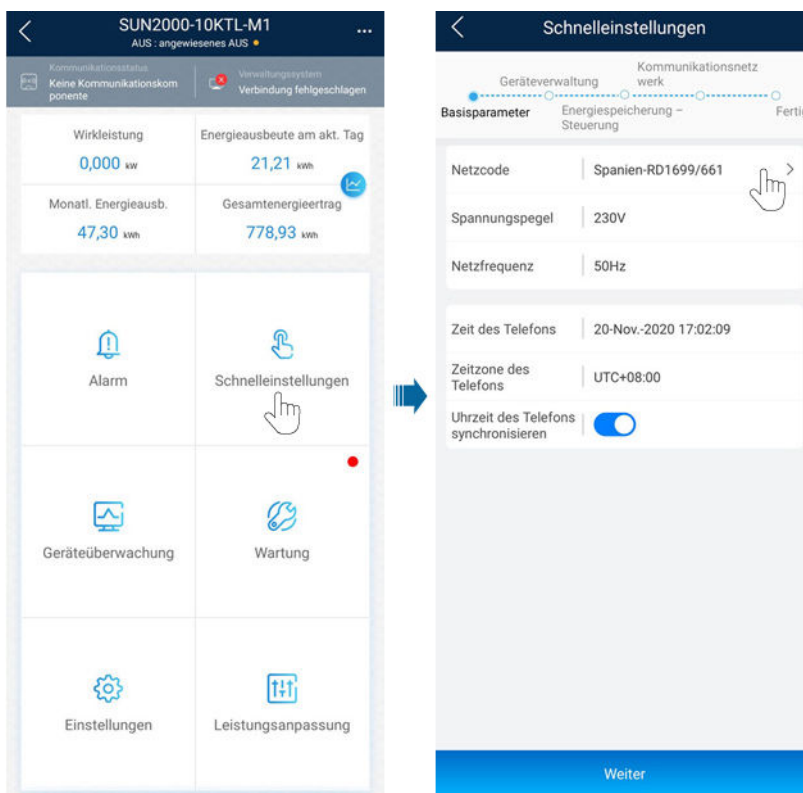 SUN2000-10KTL-M1
AUS : angewiesenes AUS
Kommunikationsstatus
Keine Kommunikationskom
ponente
Verwaltungssystem
Verbindung fehlgeschlagen
Wirkleistung
0,000 kW
Energieausbeute am akt. Tag
21,21 kWh
Monatl. Energieausb.
47,30 kWh
Gesamtenergieertrag
778,93 kWh
Alarm
Schnelleinstellungen
Geräteüberwachung
Wartung
Einstellungen
Leistungsanpassung
Schnelleinstellungen
Basisparameter
Geräteverwaltung
Energiespeicherung –
Steuerung
Kommunikationsnetz
werk
Ferti
Netzcode
Spanien-RD1699/661
Spannungspegel
230V
Netzfrequenz
50Hz
Zeit des Telefons
20-Nov.-2020 17:02:09
Zeitzone des
Telefons
UTC+08:00
Uhrzeit des Telefons
synchronisieren
Weiter